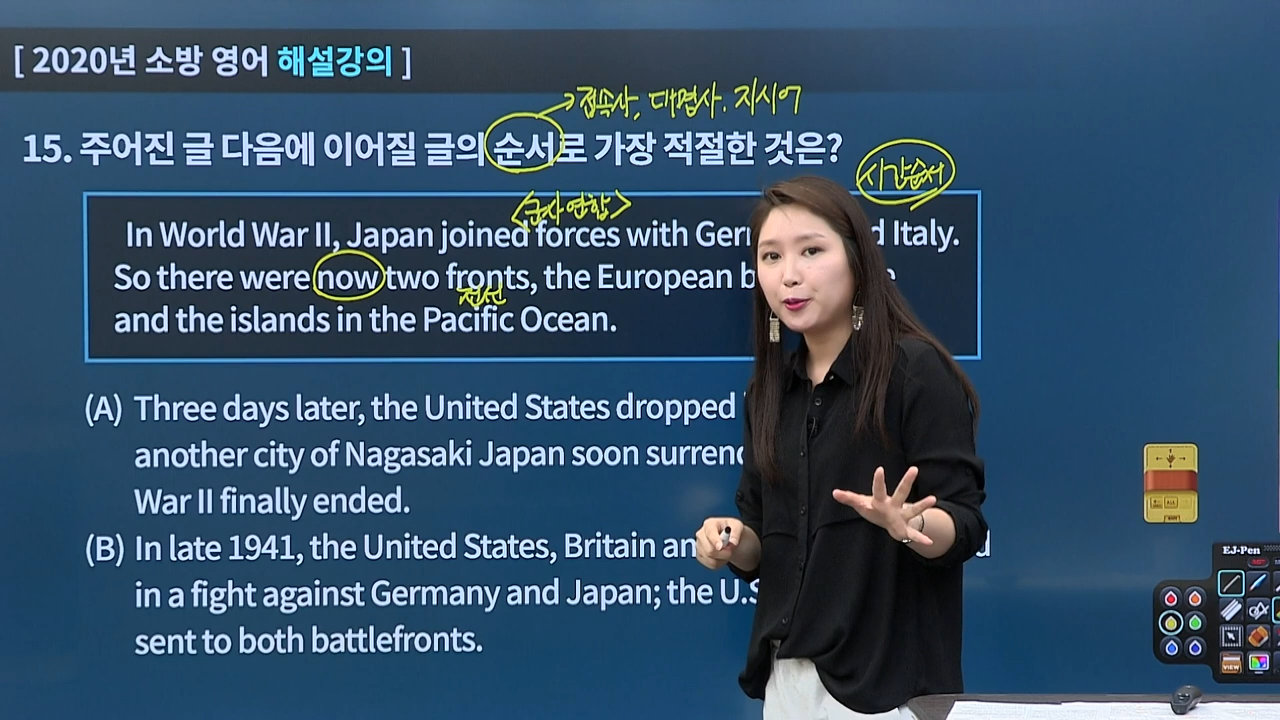 [ 2020년 소방 영어 해설강의 ]
→접속사, 대명사. 지시어
15. 주어진 글 다음에 이어질 글의 순서로 가장 적절한 것은?
시간순서
<군사연합>
In World War II, Japan joined forces with Italy.
So there were now two fronts, the European
전선
and the islands in the Pacific Ocean.
(A) Three days later, the United States dropped
another city of Nagasaki Japan soon
War II finally ended.
(B) In late 1941, the United States, Britain
in a fight against Germany and Japan; the
sent to both battlefronts.
EJ-Pen
VIEW